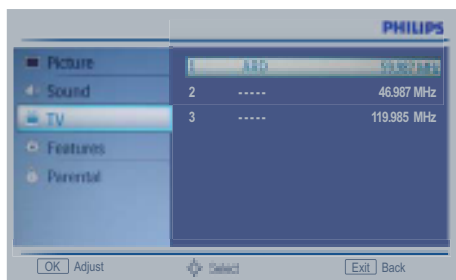 PHILIPS
Picture
Sound
TV
Features
Parental
1
2 ----- 46.987 MHz
3 ----- 119.985 MHz
OK Adjust
Select
Exit Back